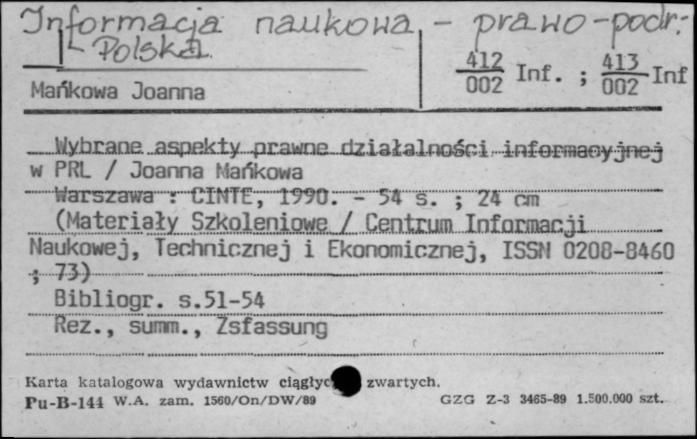 Informacja naukowa - prawo-podr.-
- Polska
412/002 Inf. ; 413/002 Inf
Mańkowa Joanna
Wybrane aspekty prawne działalności informacyjnej
w PRL / Joanna Mańkowa
Warszawa : CINTE, 1990. - 54 s. ; 24 cm
(Materiały Szkoleniowe / Centrum Informacji
Naukowej, Technicznej i Ekonomicznej, ISSN 0208-8460
; 73)
Bibliogr. s.51-54
Rez., summ., Zsfassung
Karta katalogowa wydawnictw zwartych.
Pu-B-144 W.A. zam. 1560/On/DW/89 GZG Z-3 3465-89 1.500.000 szt.